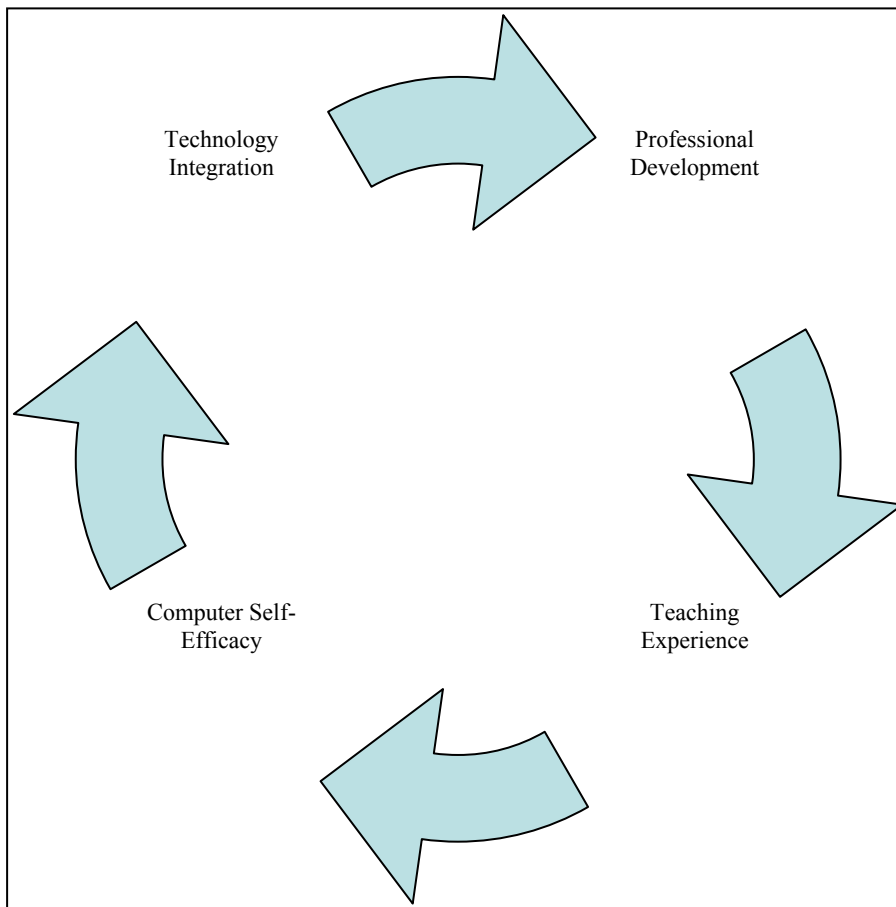 Technology
Integration
Professional
Development
Computer Self-
Efficacy
Teaching
Experience